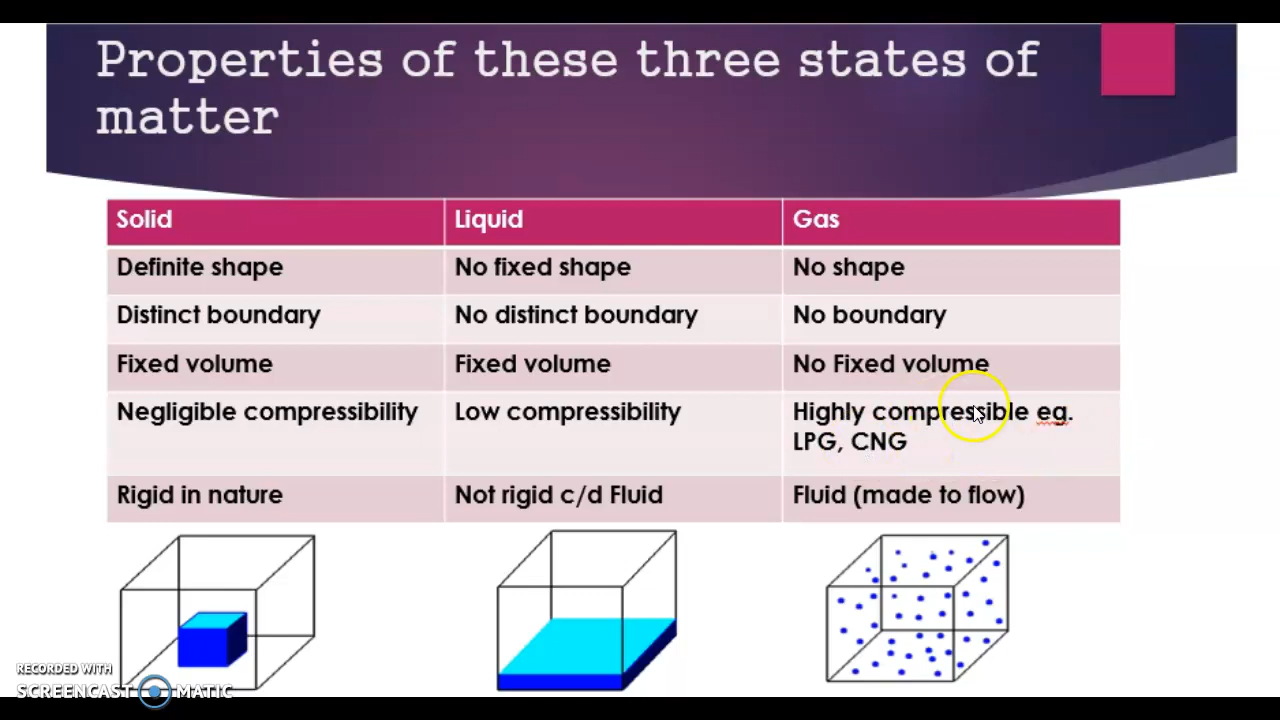 Properties of these three states of
matter
Solid
Liquid
Gas
Definite shape
No fixed shape
No shape
Distinct boundary
No distinct boundary
No boundary
Fixed volume
Fixed volume
No Fixed volume
Negligible compressibility
Low compressibility
Highly compressible eg.
LPG, CNG
Rigid in nature
Not rigid c/d Fluid
Fluid (made to flow)
RECORDED WITH
SCREENCAST MATIC